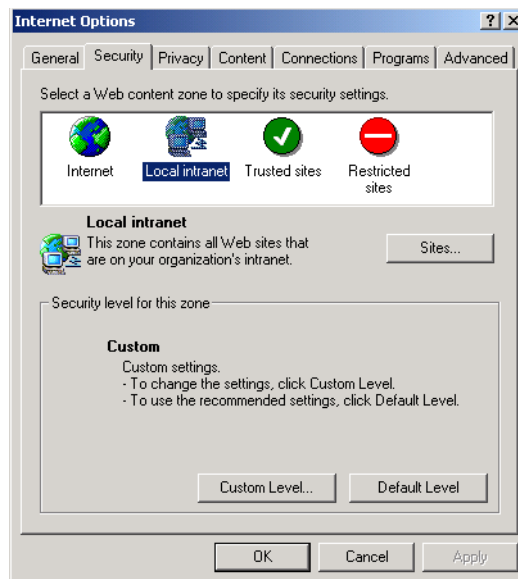 Internet Options
General Security Privacy Content Connections Programs Advanced
Select a Web content zone to specify its security settings.
Internet Local intranet Trusted sites Restricted
sites
Local intranet
This zone contains all Web sites that
are on your organization's intranet.
Sites...
Security level for this zone
Custom
Custom settings.
- To change the settings, click Custom Level.
- To use the recommended settings, click Default Level.
Custom Level... Default Level
OK Cancel Apply